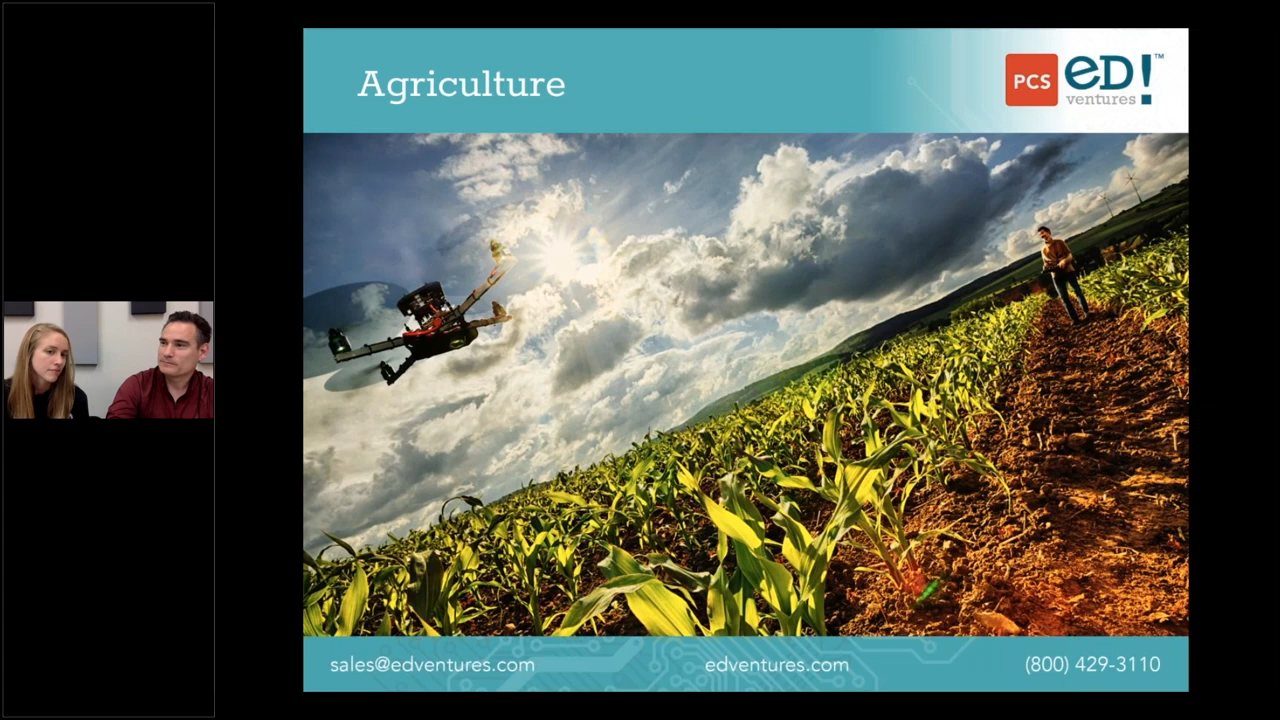 Agriculture
PCS
eD!™
ventures
sales@edventures.com
edventures.com
(800) 429-3110